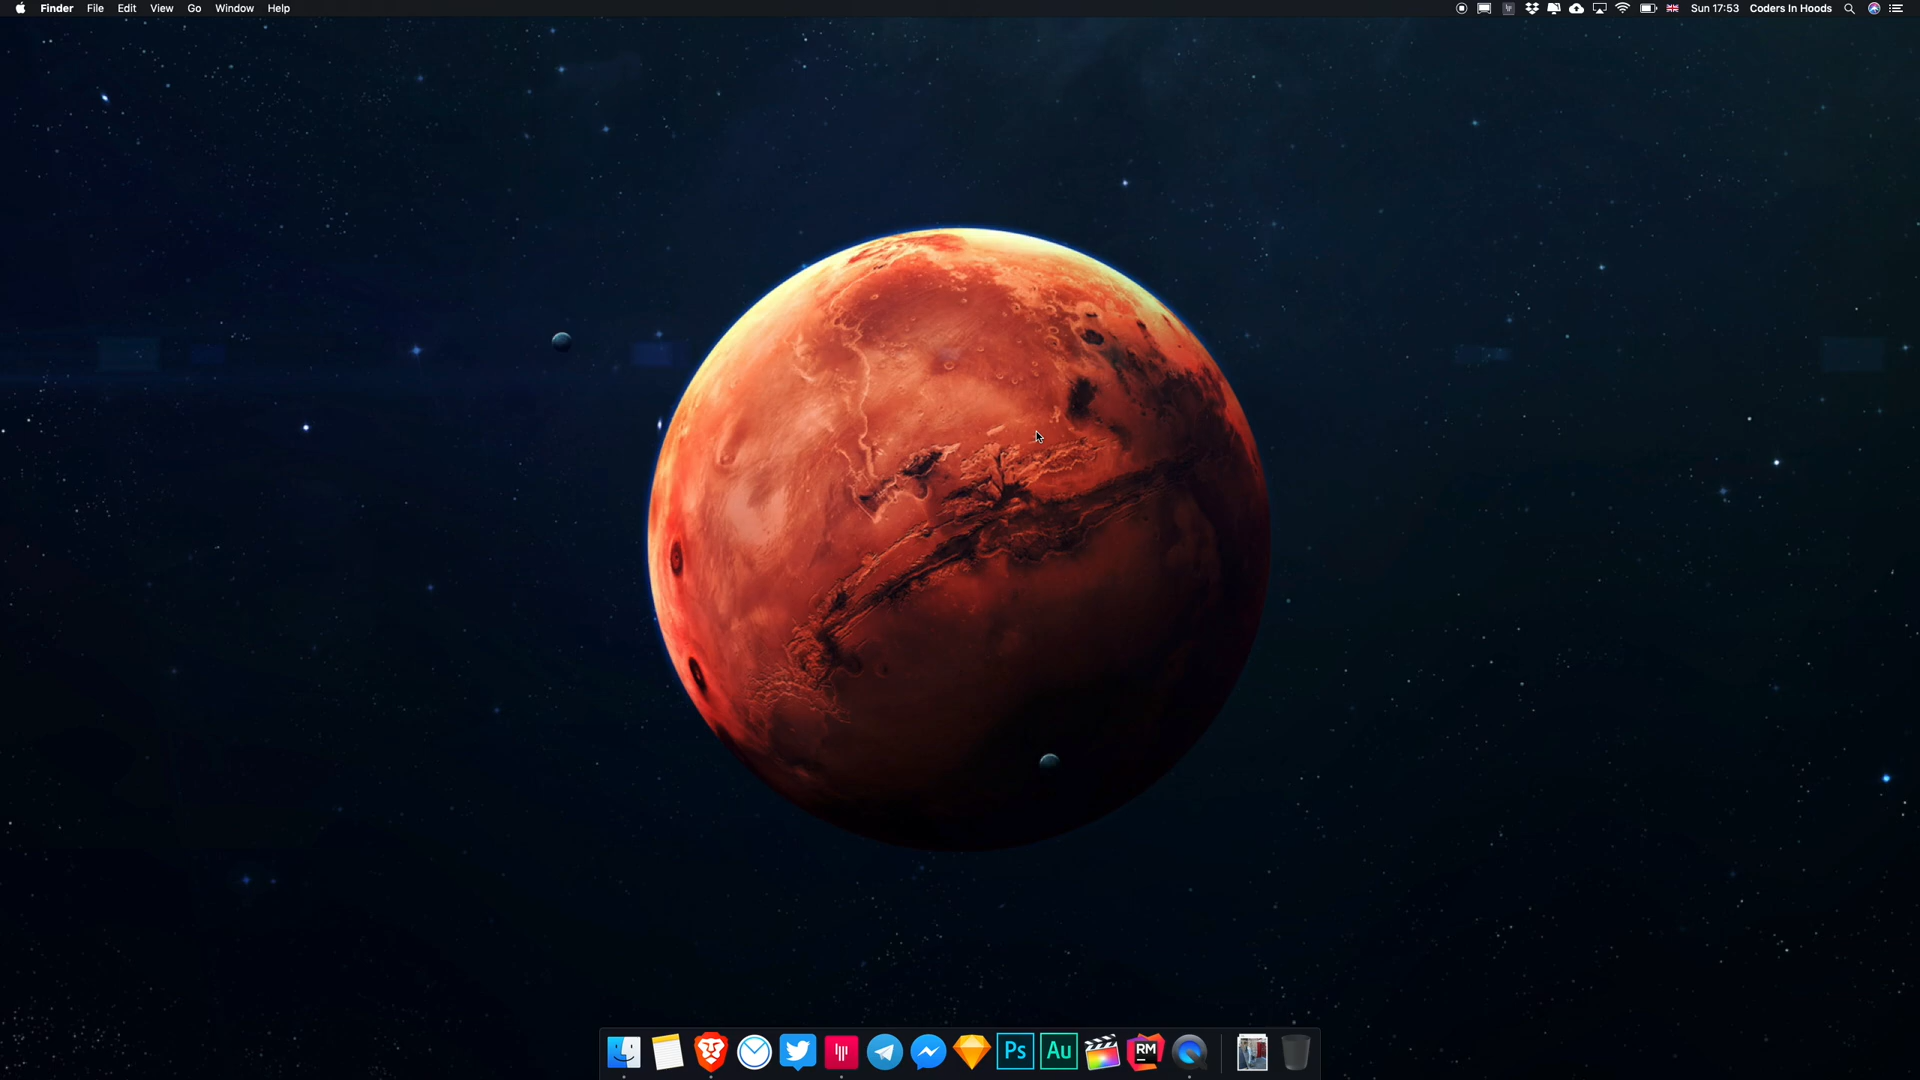 Finder File Edit View Go Window Help
Sun 17:53 Coders In Hoods
Ps
Au
RM